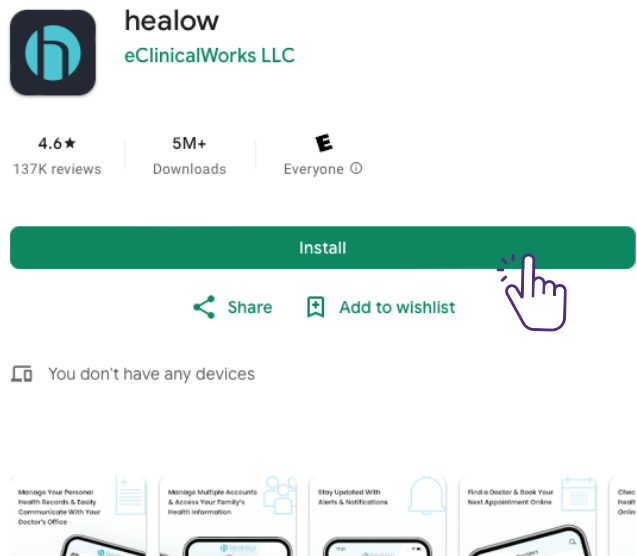 healow
eClinicalWorks LLC
4.6★
137K reviews
5M+
Downloads
E
Everyone
Install
Share
Add to wishlist
You don't have any devices
Manage Your Personal
Health Records & Easily
Communicate With Your
Doctor's Office
Manage Multiple Accounts
& Access Your Family's
Health Information
Stay Updated With
Alerts & Notifications
Find a Doctor & Book Your
Next Appointment Online